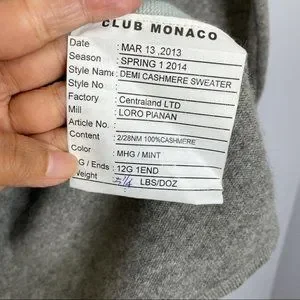 CLUB MONACO
Date : MAR 13 ,2013
Season : SPRING 1 2014
Style Name : DEMI CASHMERE SWEATER
Style No :
Factory : Centraland LTD
Mill : LORO PIANAN
Article No. :
Content : 2/28NM 100%CASHMERE
Color : MHG / MINT
/ Ends : 12G 1END
Weight : LBS/DOZ